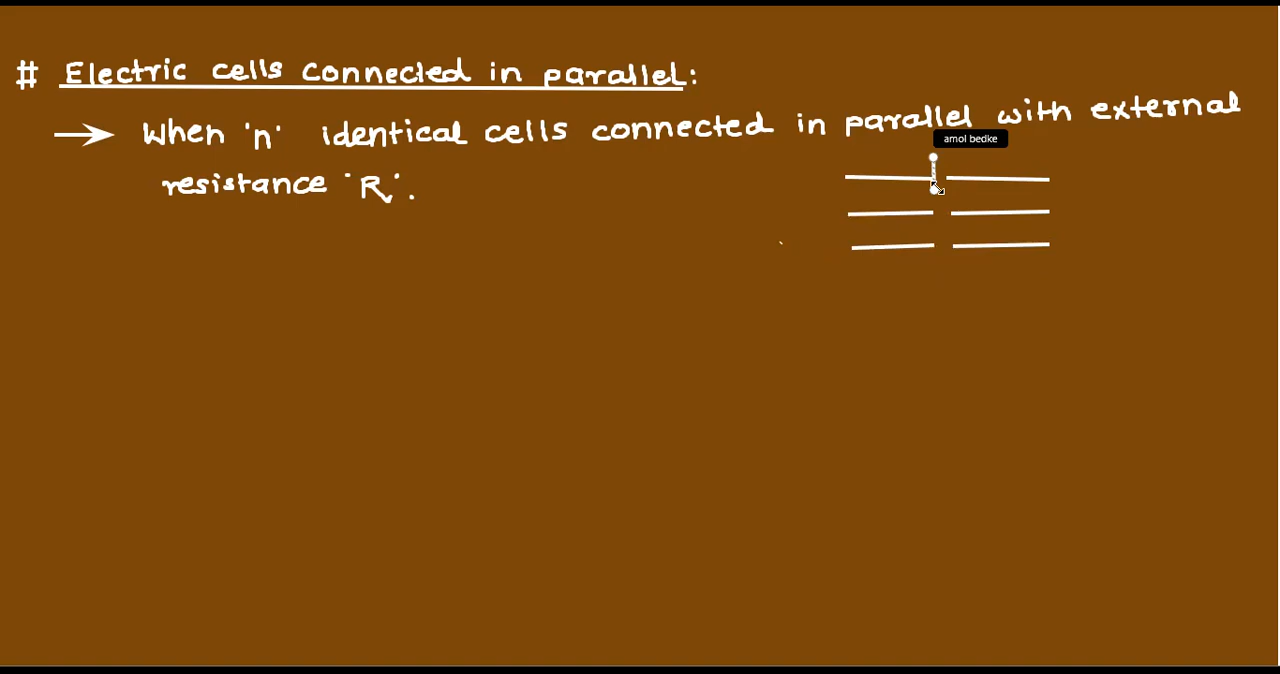 # Electric cells connected in parallel:
→ When 'n' identical cells connected in parallel with external
amol bedke
resistance 'R'.